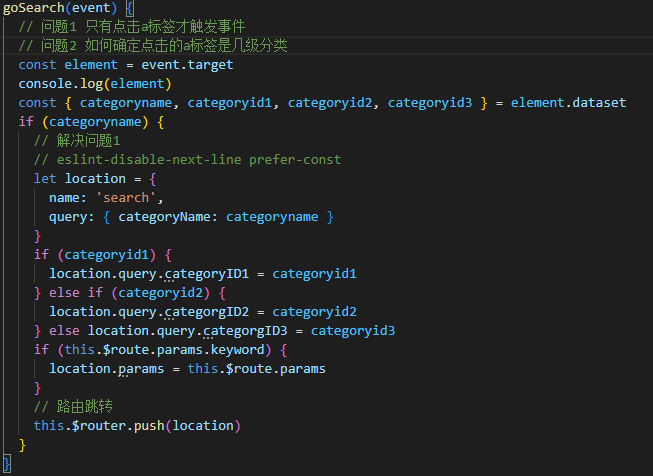 goSearch(event) {
// 问题1 只有点击a标签才触发事件
// 问题2 如何确定点击的a标签是几级分类
const element = event.target
console.log(element)
const { categoryname, categoryid1, categoryid2, categoryid3 } = element.dataset
if (categoryname) {
// 解决问题1
// eslint-disable-next-line prefer-const
let location = {
name: 'search',
query: { categoryName: categoryname }
}
if (categoryid1) {
location.query.categoryID1 = categoryid1
} else if (categoryid2) {
location.query.categorgID2 = categoryid2
} else location.query.categorgID3 = categoryid3
if (this.$route.params.keyword) {
location.params = this.$route.params
}
// 路由跳转
this.$router.push(location)
}
}